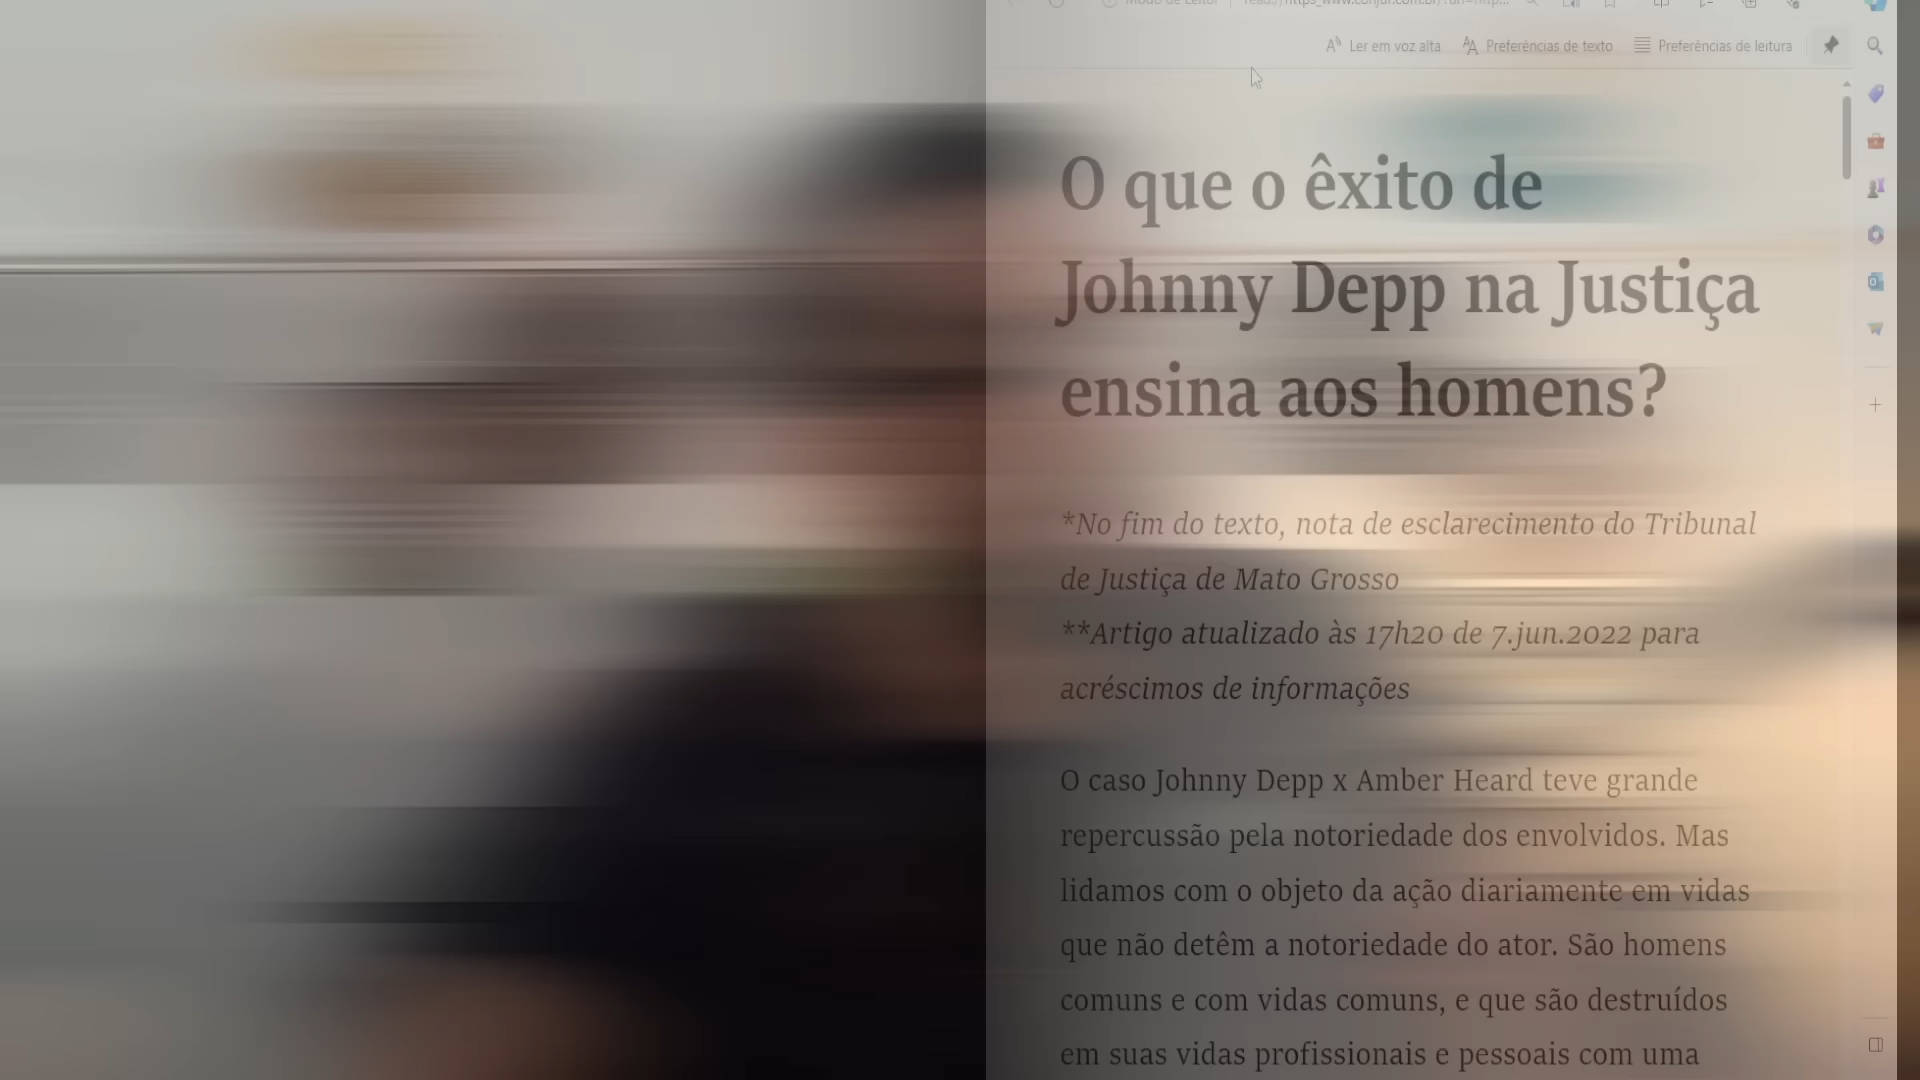 Modo de Leitor
Ler em voz alta
Preferências de texto
Preferências de leitura
O que o êxito de
Johnny Depp na Justiça
ensina aos homens?
*No fim do texto, nota de esclarecimento do Tribunal
de Justiça de Mato Grosso
**Artigo atualizado às 17h20 de 7.jun.2022 para
acréscimos de informações
O caso Johnny Depp x Amber Heard teve grande
repercussão pela notoriedade dos envolvidos. Mas
lidamos com o objeto da ação diariamente em vidas
que não detêm a notoriedade do ator. São homens
comuns e com vidas comuns, e que são destruídos
em suas vidas profissionais e pessoais com uma